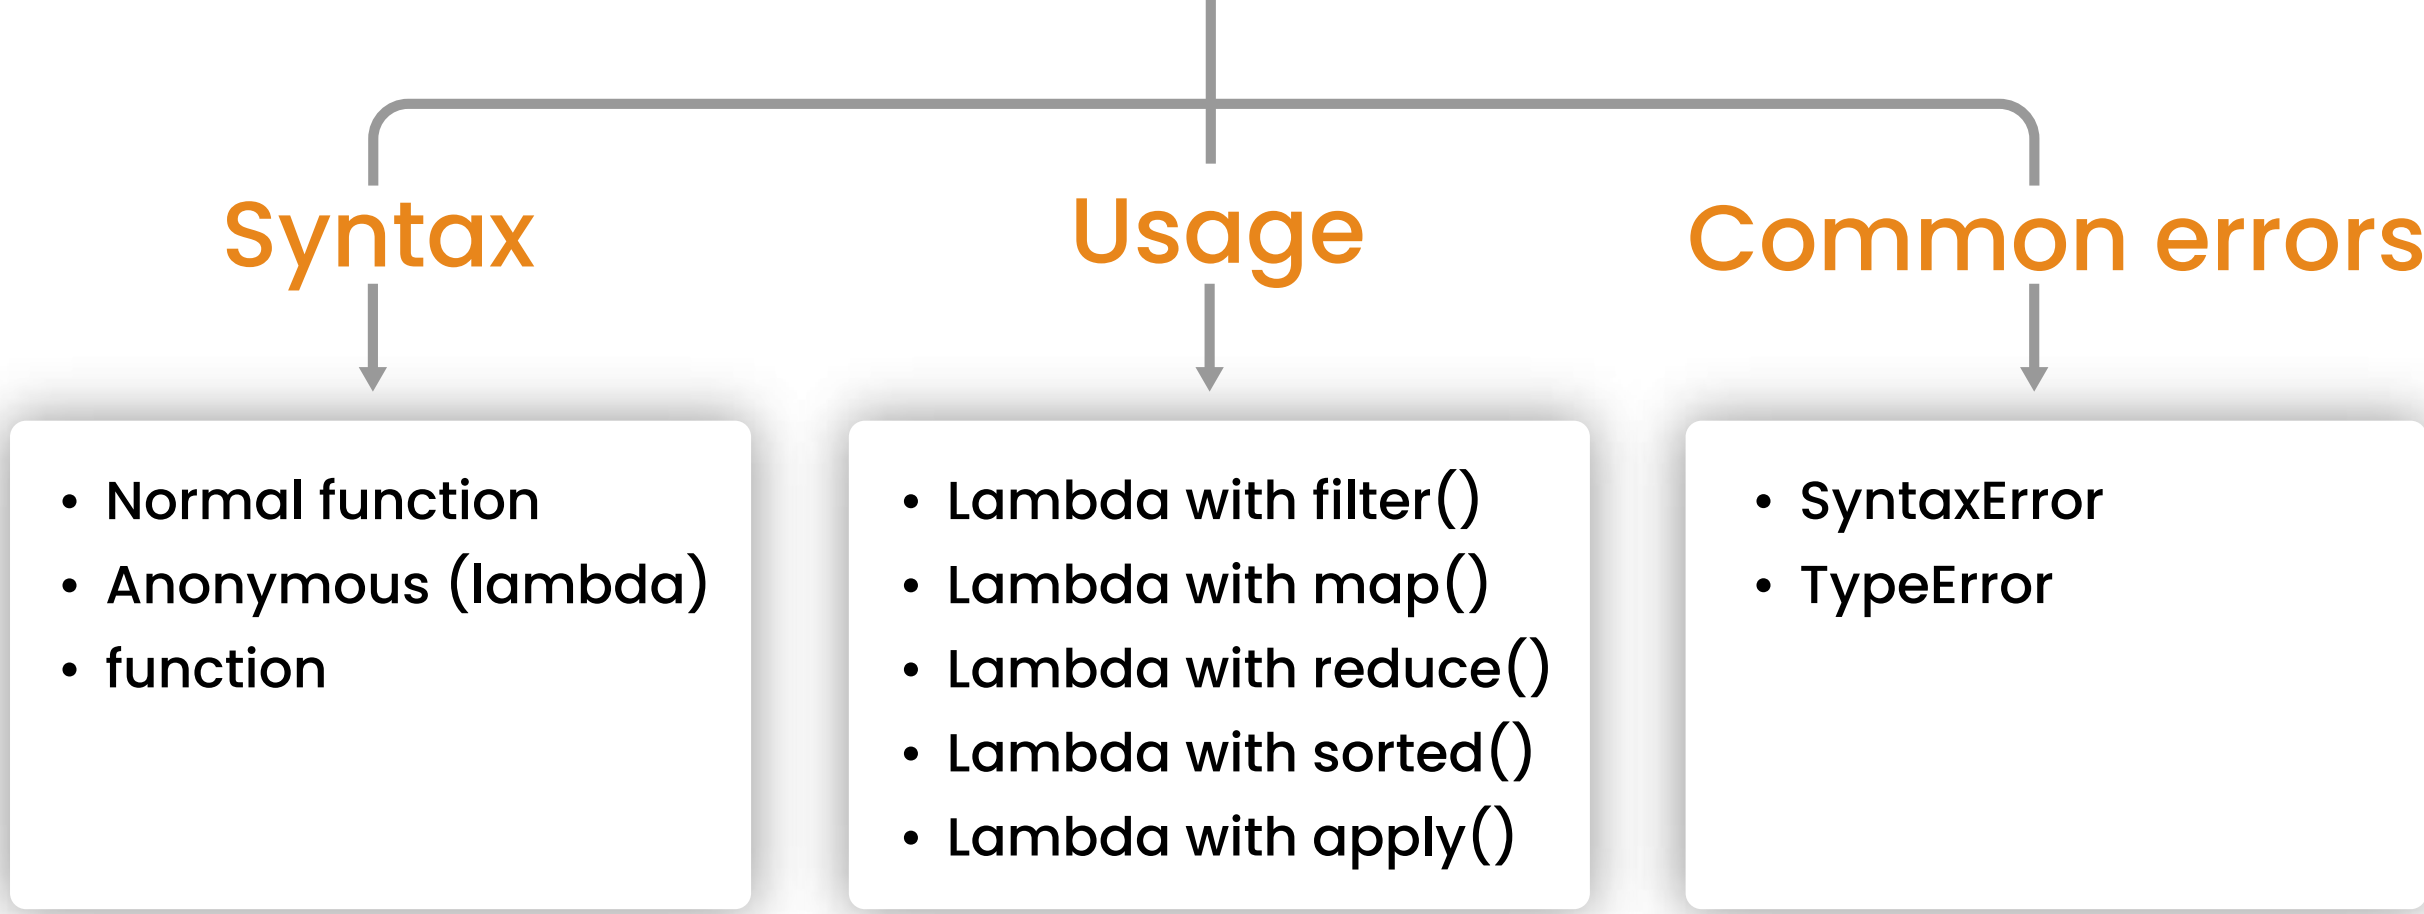 Syntax
Usage
Common errors
• Normal function
• Anonymous (lambda)
• function
• Lambda with filter()
• Lambda with map()
• Lambda with reduce()
• Lambda with sorted()
• Lambda with apply()
• SyntaxError
• TypeError